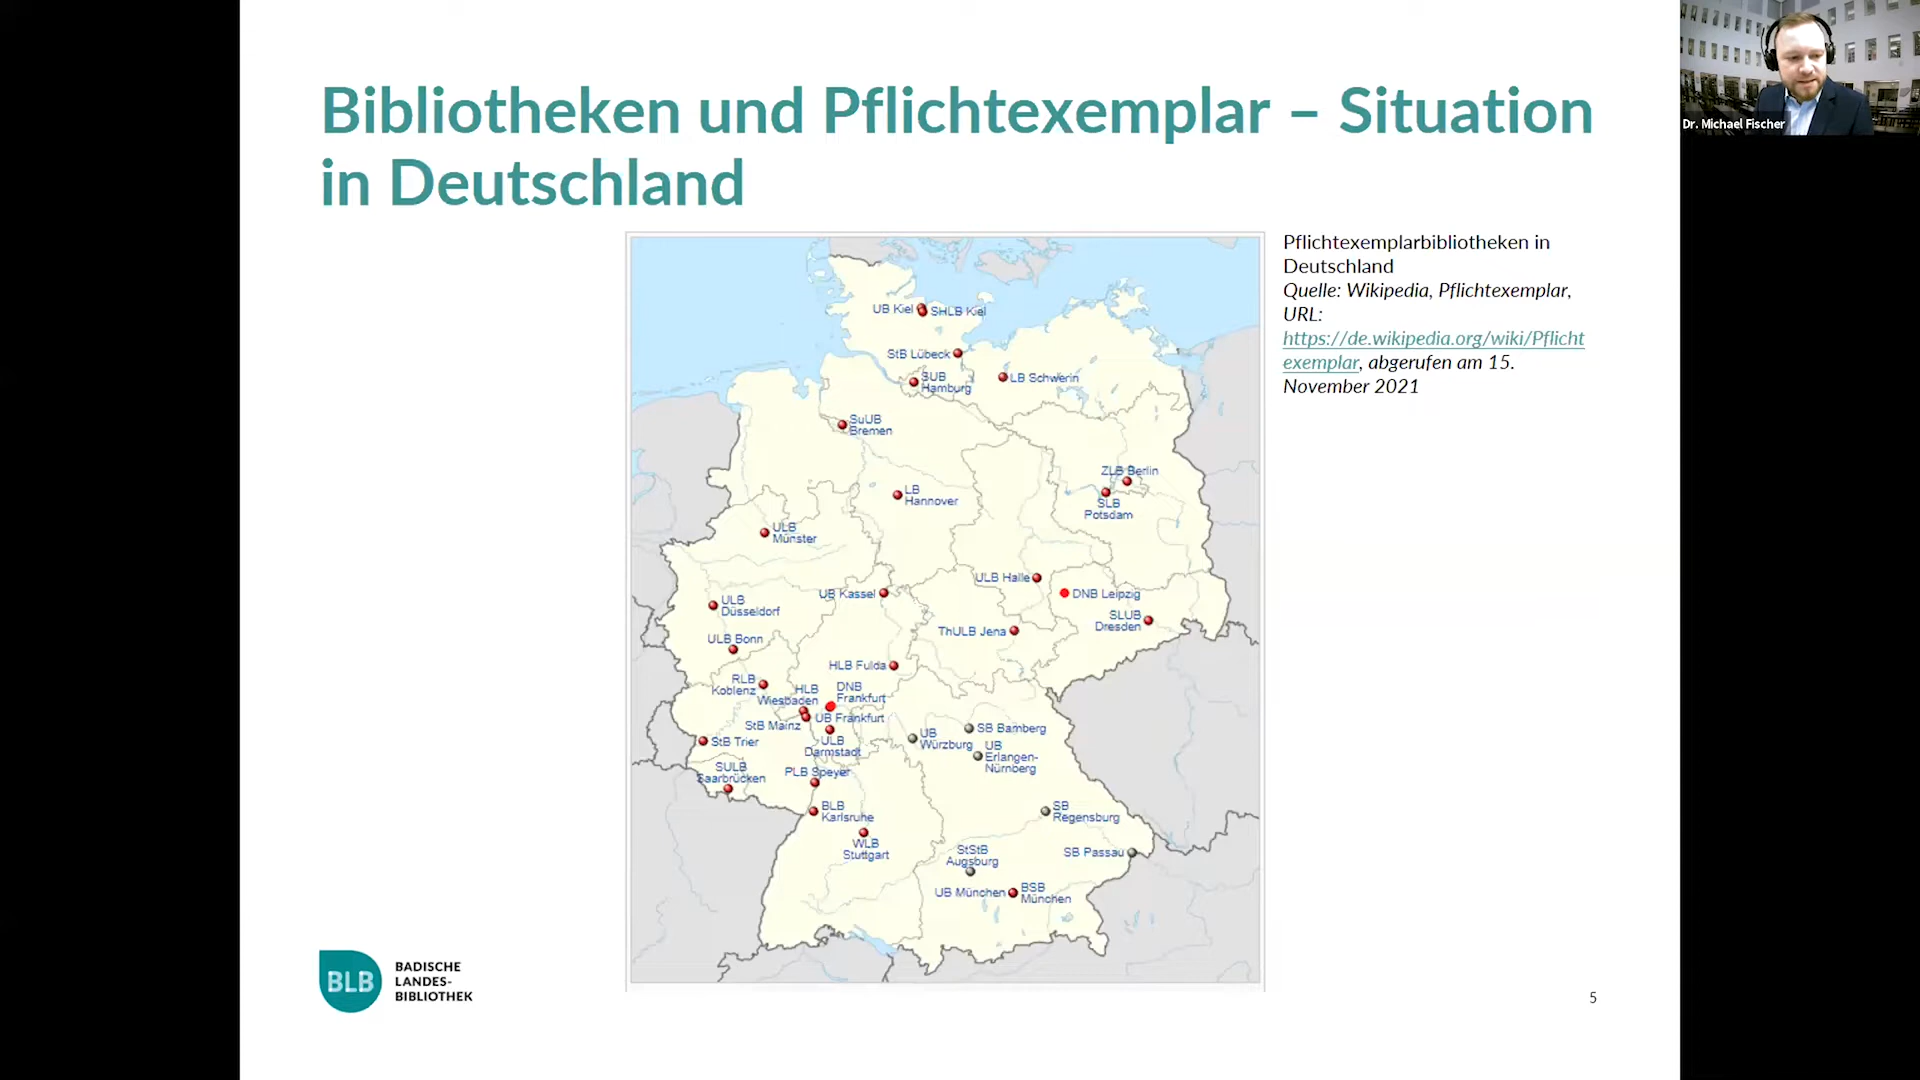 Bibliotheken und Pflichtexemplar – Situation
in Deutschland
Dr. Michael Fischer
Pflichtexemplarbibliotheken in
Deutschland
Quelle: Wikipedia, Pflichtexemplar,
URL:
https://de.wikipedia.org/wiki/Pflicht
exemplar, abgerufen am 15.
November 2021
UB Kiel
SHLB Kiel
StB Lübeck
SUB
Hamburg
LB Schwerin
SuUB
Bremen
ZLB Berlin
LB
Hannover
SLB
Potsdam
ULB
Münster
ULB Halle
UB Kassel
DNB Leipzig
ULB
Düsseldorf
SLUB
Dresden
ThULB Jena
ULB Bonn
HLB Fulda
RLB
Koblenz
HLB
Wiesbaden
DNB
Frankfurt
StB Mainz
UB Frankfurt
ULB
Darmstadt
StB Trier
UB
Würzburg
SB Bamberg
UB
Erlangen-
Nürnberg
SULB
Saarbrücken
PLB Speyer
BLB
Karlsruhe
SB
Regensburg
WLB
Stuttgart
StStB
Augsburg
SB Passau
UB München
BSB
München
BLB
BADISCHE
LANDES-
BIBLIOTHEK
5